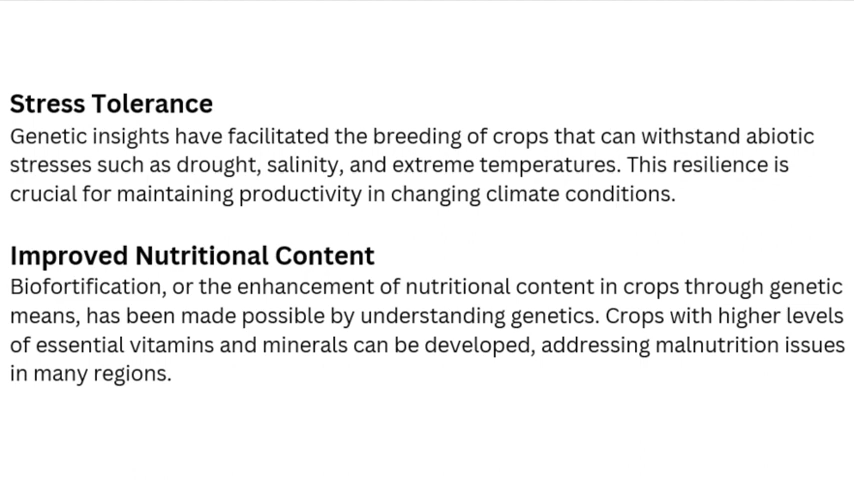 Stress Tolerance
Genetic insights have facilitated the breeding of crops that can withstand abiotic
stresses such as drought, salinity, and extreme temperatures. This resilience is
crucial for maintaining productivity in changing climate conditions.
Improved Nutritional Content
Biofortification, or the enhancement of nutritional content in crops through genetic
means, has been made possible by understanding genetics. Crops with higher levels
of essential vitamins and minerals can be developed, addressing malnutrition issues
in many regions.